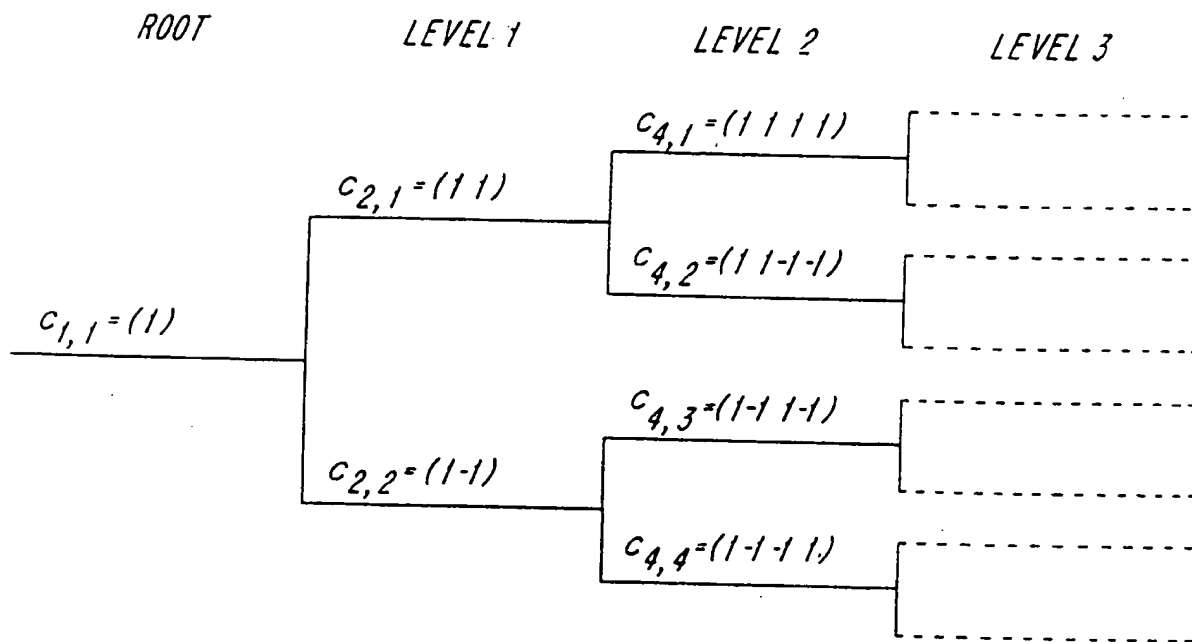 ROOT LEVEL 1 LEVEL 2 LEVEL 3
C4,1=(1 1 1 1)
C2,1=(1 1)
C4,2=(1 1-1-1)
C1,1=(1)
C4,3=(1-1 1-1)
C2,2=(1-1)
C4,4=(1-1-1 1)